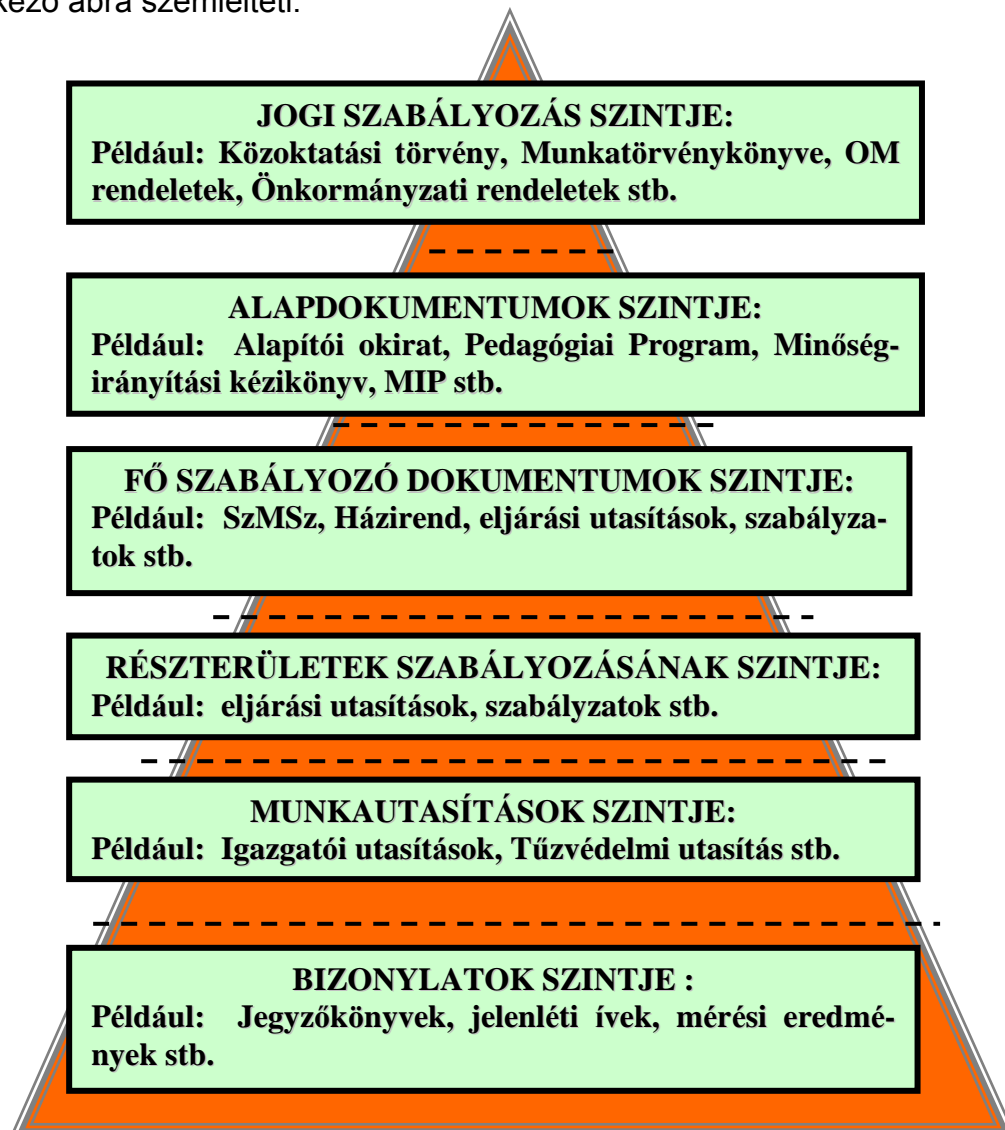 kező ábra szemlélteti.
JOGI SZABÁLYOZÁS SZINTJE:
Például: Közoktatási törvény, Munkatörvénykönyve, OM
rendeletek, Önkormányzati rendeletek stb.
ALAPDOKUMENTUMOK SZINTJE:
Például: Alapítói okirat, Pedagógiai Program, Minőség-
irányítási kézikönyv, MIP stb.
FŐ SZABÁLYOZÓ DOKUMENTUMOK SZINTJE:
Például: SzMSz, Házirend, eljárási utasítások, szabályza-
tok stb.
RÉSZTERÜLETEK SZABÁLYOZÁSÁNAK SZINTJE:
Például: eljárási utasítások, szabályzatok stb.
MUNKAUTASÍTÁSOK SZINTJE:
Például: Igazgatói utasítások, Tűzvédelmi utasítás stb.
BIZONYLATOK SZINTJE :
Például: Jegyzőkönyvek, jelenléti ívek, mérési eredmé-
nyek stb.